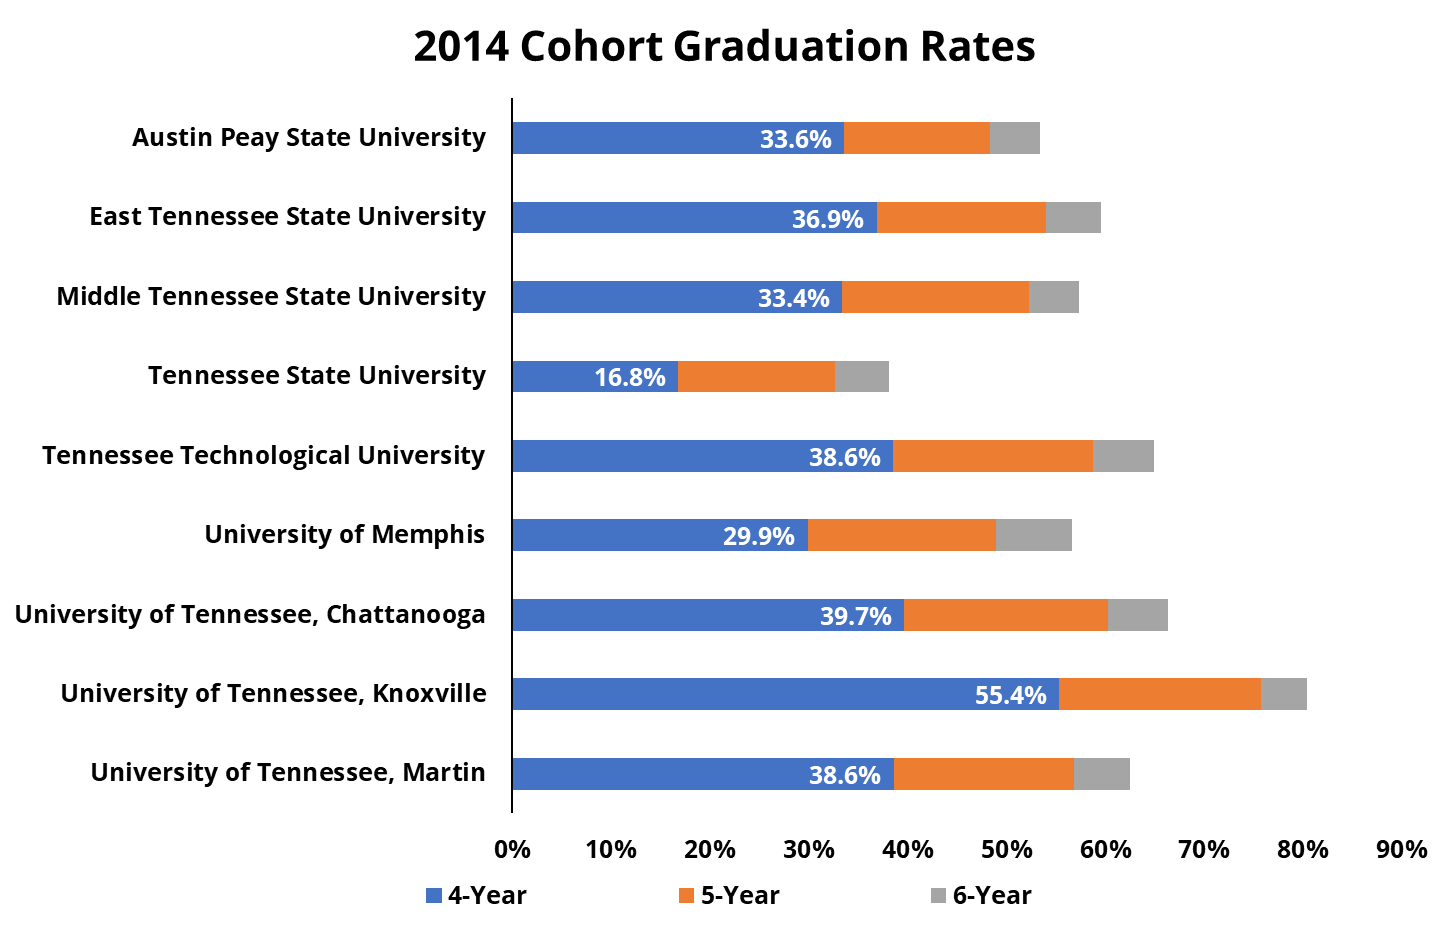 2014 Cohort Graduation Rates
Austin Peay State University 33.6%
East Tennessee State University 36.9%
Middle Tennessee State University 33.4%
Tennessee State University 16.8%
Tennessee Technological University 38.6%
University of Memphis 29.9%
University of Tennessee, Chattanooga 39.7%
University of Tennessee, Knoxville 55.4%
University of Tennessee, Martin 38.6%
0% 10% 20% 30% 40% 50% 60% 70% 80% 90%
4-Year 5-Year 6-Year